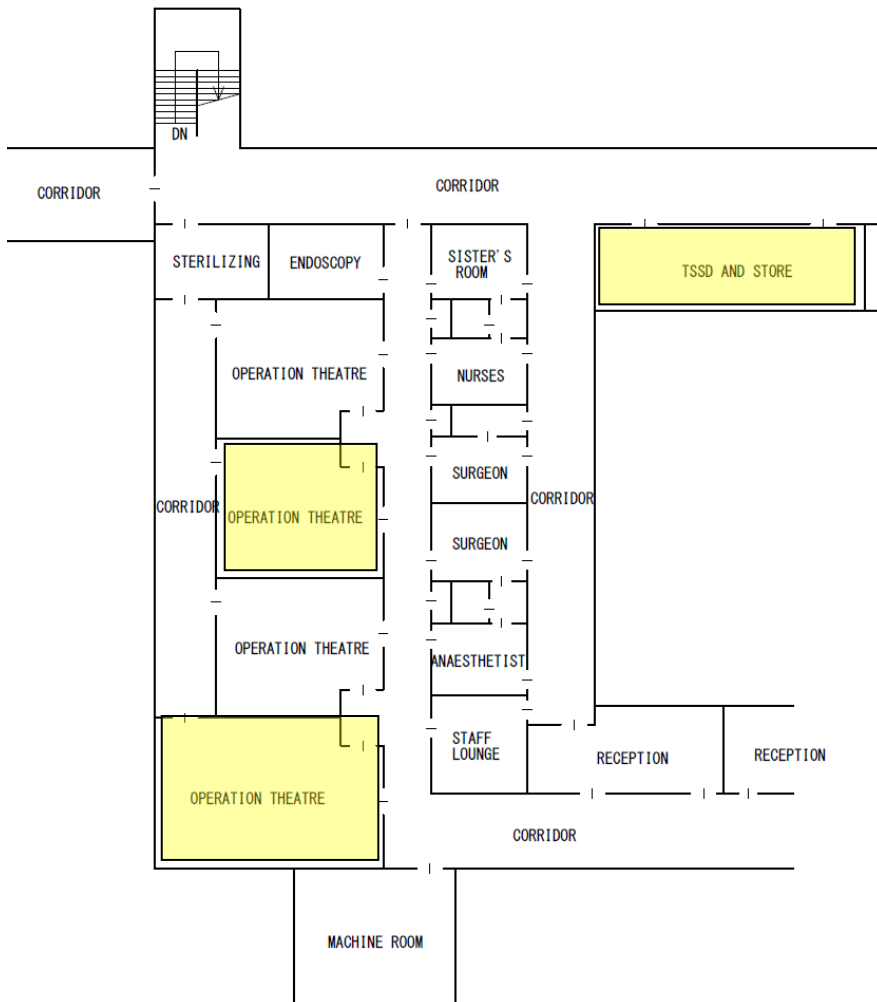 DN
CORRIDOR
CORRIDOR
STERILIZING
ENDOSCOPY
SISTER'S
ROOM
TSSD AND STORE
OPERATION THEATRE
NURSES
SURGEON
CORRIDOR
OPERATION THEATRE
CORRIDOR
SURGEON
OPERATION THEATRE
ANAESTHETIST
STAFF
LOUNGE
RECEPTION
RECEPTION
OPERATION THEATRE
CORRIDOR
MACHINE ROOM